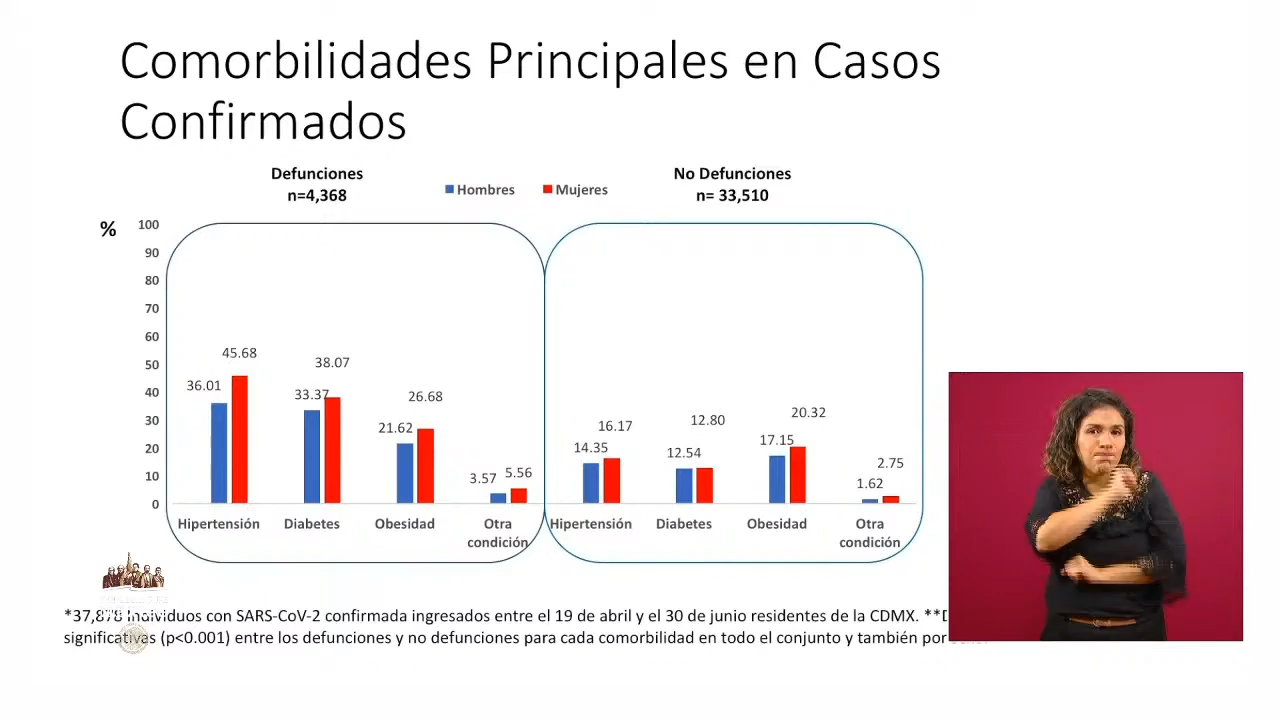 Comorbilidades Principales en Casos
Confirmados
Defunciones
n=4,368
Hombres
Mujeres
No Defunciones
n= 33,510
%
100
90
80
70
60
50
40
30
20
10
0
36.01
45.68
33.37
38.07
21.62
26.68
3.57
5.56
14.35
16.17
12.54
12.80
17.15
20.32
1.62
2.75
Hipertensión
Diabetes
Obesidad
Otra
condición
Hipertensión
Diabetes
Obesidad
Otra
condición
*37,878 Individuos con SARS-CoV-2 confirmada ingresados entre el 19 de abril y el 30 de junio residentes de la CDMX. **
significativas (p<0.001) entre los defunciones y no defunciones para cada comorbilidad en todo el conjunto y también por